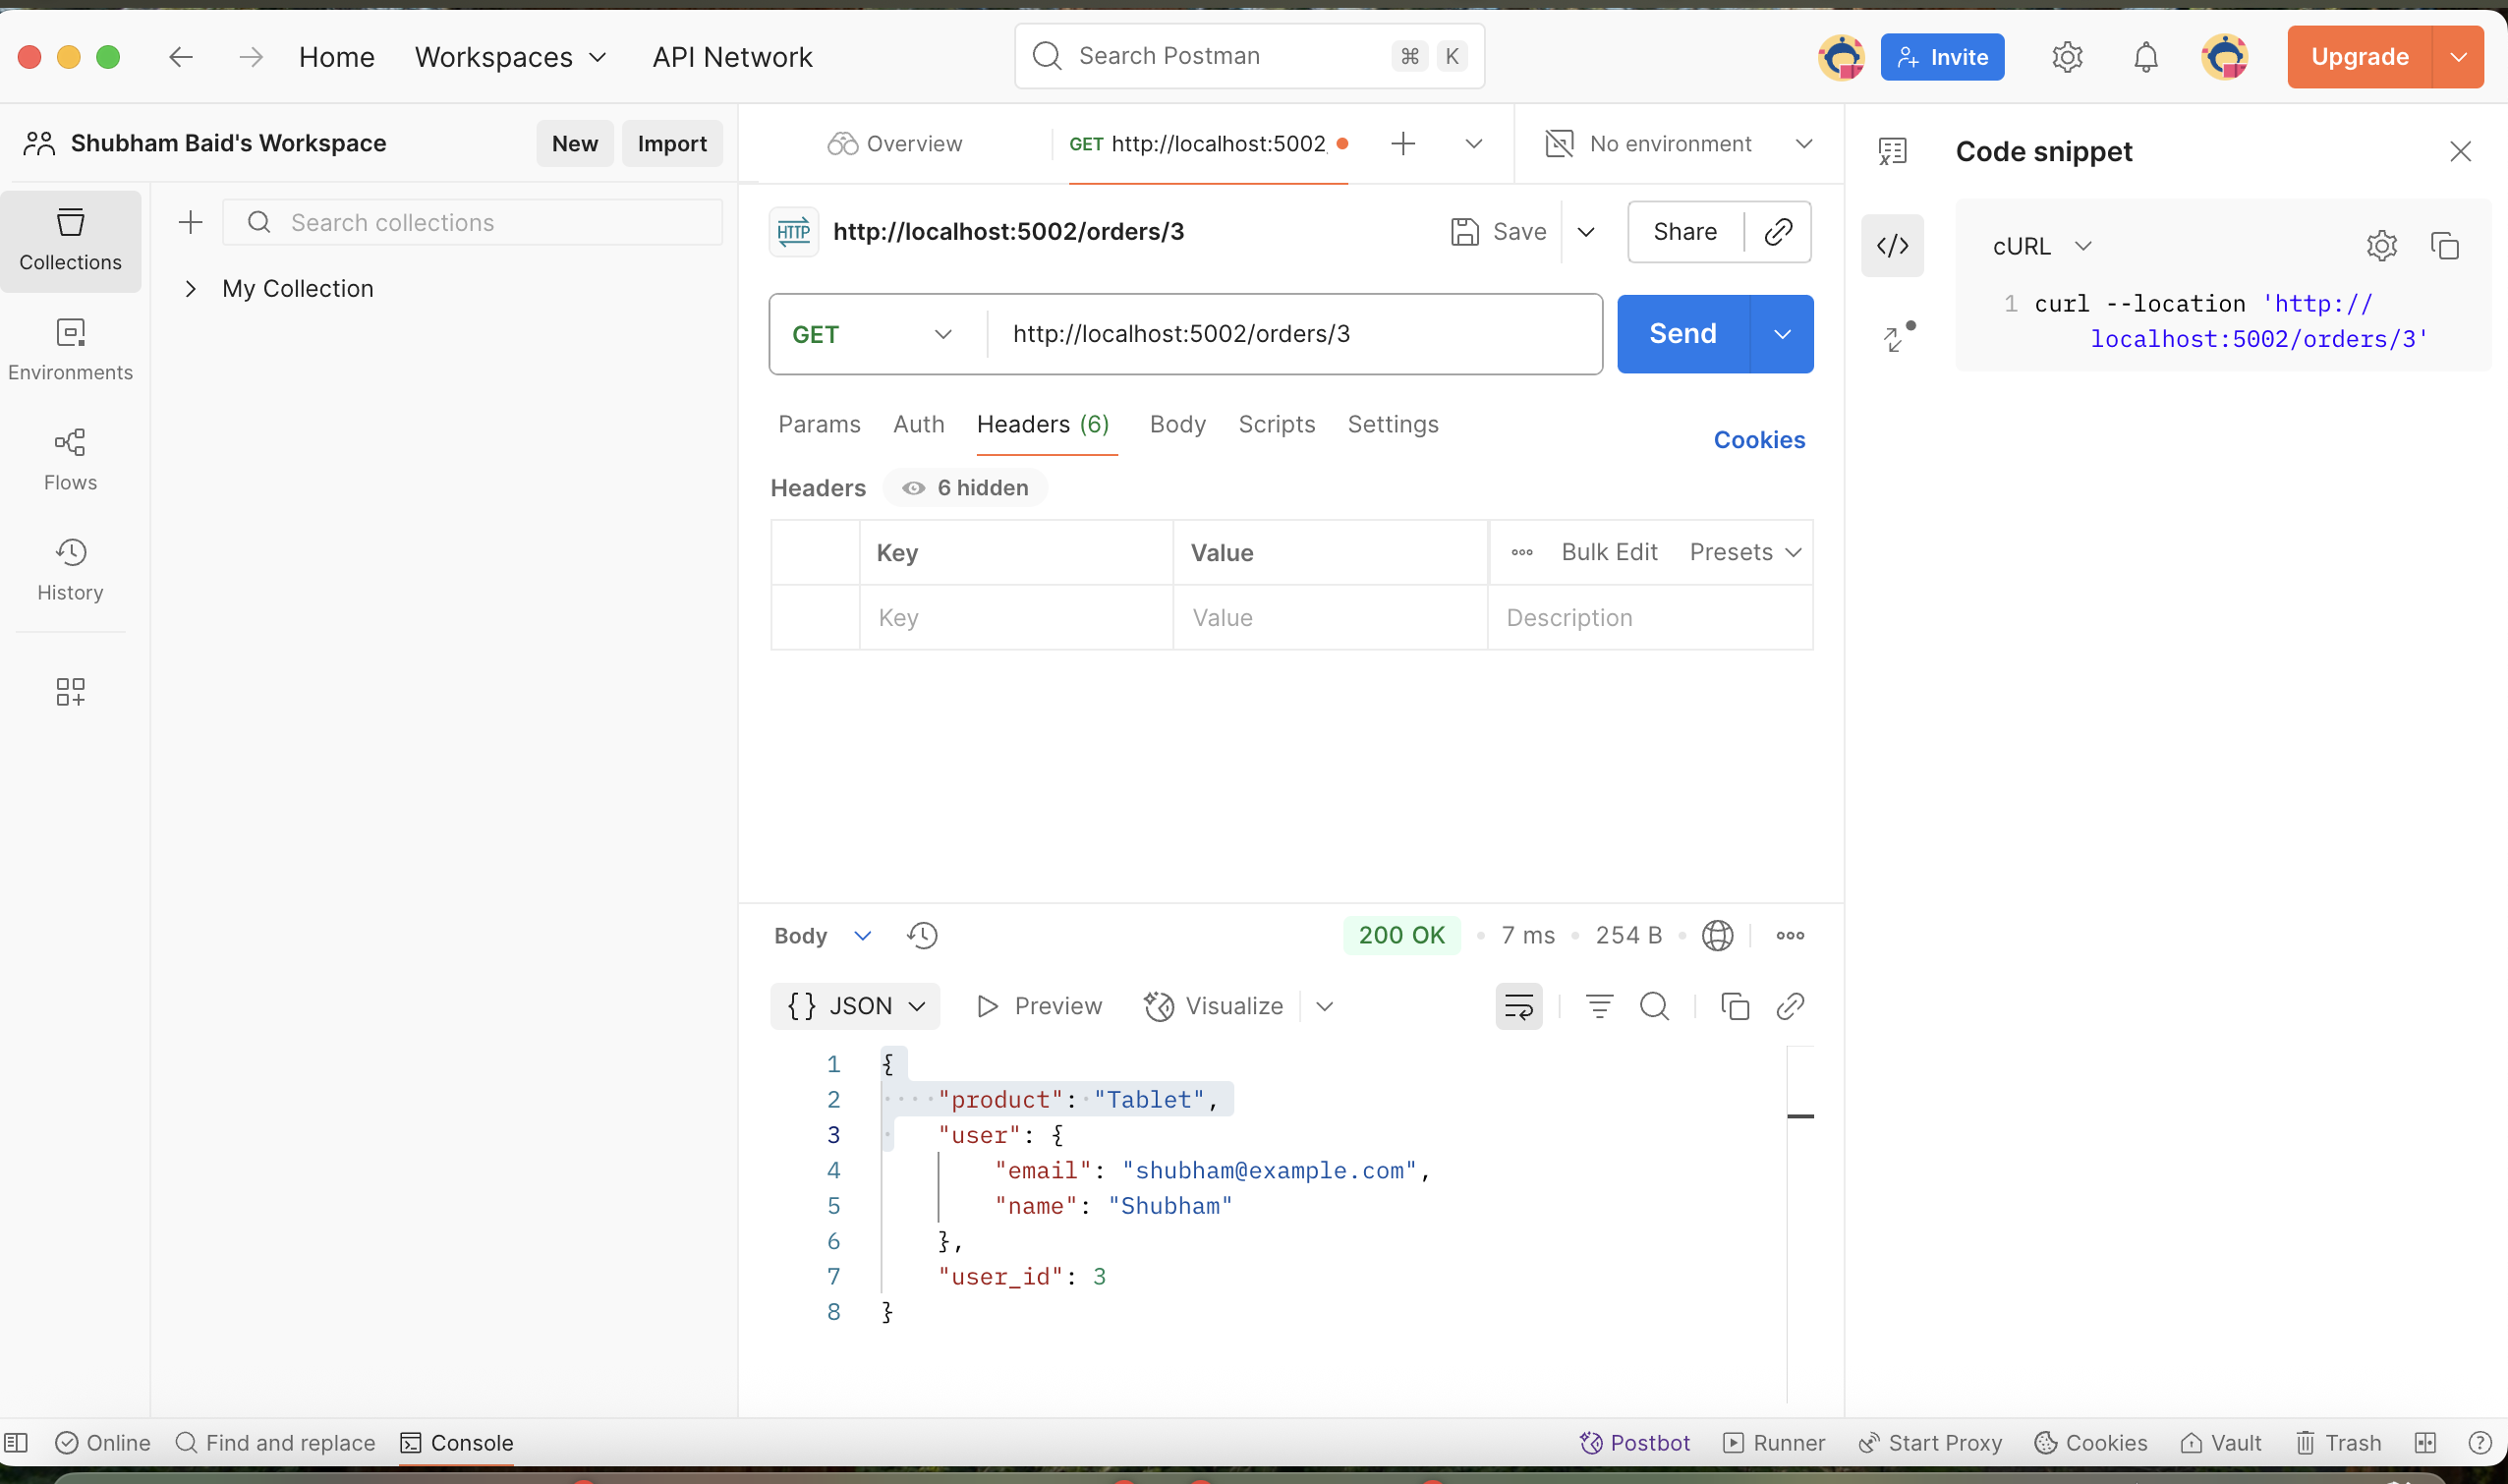 Home Workspaces API Network Search Postman ⌘ K Invite Upgrade
Shubham Baid's Workspace New Import
Overview GET http://localhost:5002 No environment
Code snippet
Collections
Environments
Flows
History
Search collections
My Collection
HTTP http://localhost:5002/orders/3 Save Share
GET http://localhost:5002/orders/3 Send
Params Auth Headers (6) Body Scripts Settings Cookies
Headers 6 hidden
Key Value Bulk Edit Presets
Key Value Description
Body 200 OK 7 ms 254 B
{} JSON Preview Visualize
1 {
2 "product": "Tablet",
3 "user": {
4 "email": "shubham@example.com",
5 "name": "Shubham"
6 },
7 "user_id": 3
8 }
cURL
1 curl --location 'http://
localhost:5002/orders/3'
Online Find and replace Console Postbot Runner Start Proxy Cookies Vault Trash